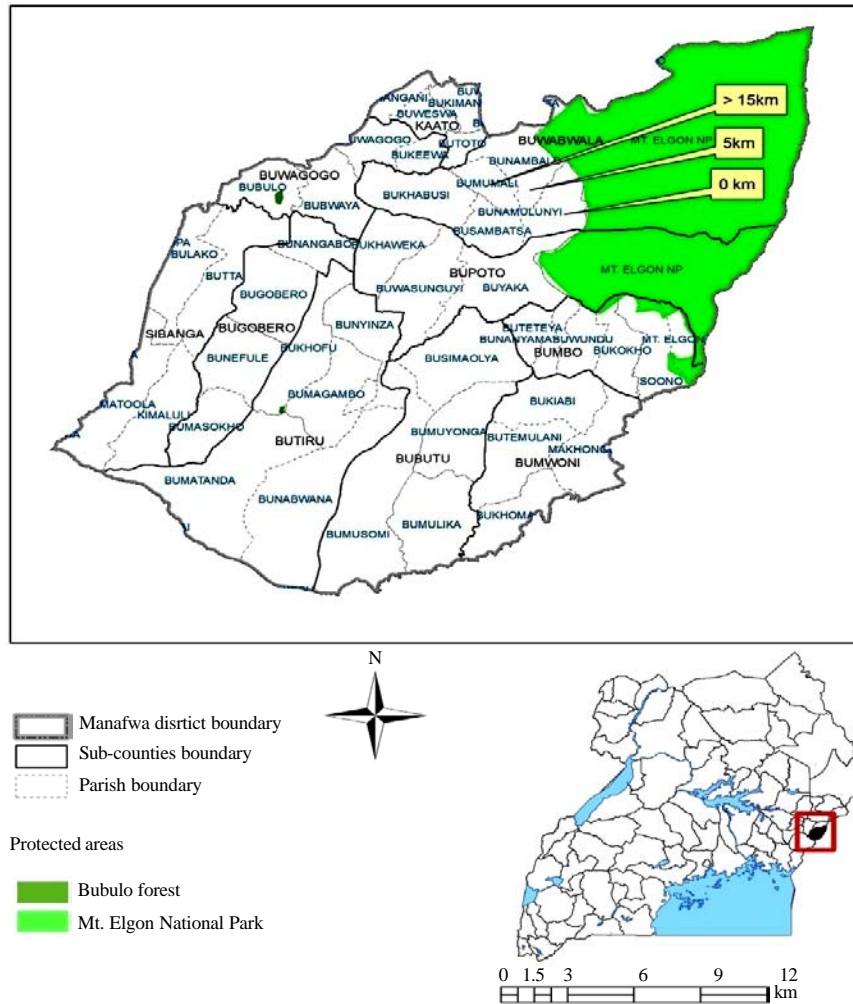 > 15km
5km
0 km
MT. ELGON NP
MT. ELGON NP
BUKIMAN
BUWESWA
KAATO
UWAGOGO
BUTOTO
BUKEEWA
BUWABWALA
BUNAMBALE
BUWAGOGO
BUBULO
BUBWAYA
BUKHABUSI
BUMUMALI
BUNAMULUNYI
BUSAMBATSA
BUNANGABO
BUKHAWEKA
BULAKO
BUTTA
BUPOTO
BUWASUNGUYI
BUYAKA
BUGOBERO
SIBANGA
BUGOBERO
BUNYINZA
BUTETEYA
BUNANYAMA
BUWUNDU
MT. ELGON
BUMBO
BUKOKHO
BUNEFULE
BUKHOFU
BUSIMAOLYA
SOONO
MATOOLA
KIMALULI
BUMAGAMBO
BUKIABI
BUMASOKHO
BUTIRU
BUMUYONGA
BUTEMULANI
MAKHONG
BUBUTU
BUMWONI
BUMATANDA
BUNABWANA
BUMUSOMI
BUMULIKA
BUKHOMA
N
Manafwa disrtict boundary
Sub-counties boundary
Parish boundary
Protected areas
Bubulo forest
Mt. Elgon National Park
0 1.5 3 6 9 12
km